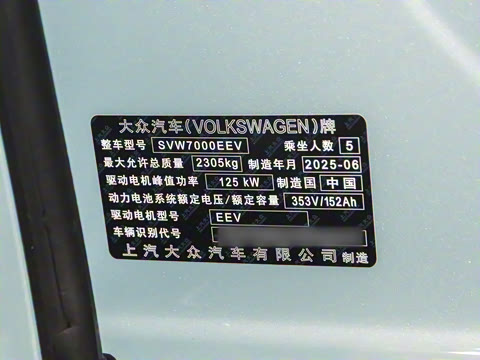 大众汽车(VOLKSWAGEN)牌
整车型号 SVW7000EEV 乘坐人数 5
最大允许总质量 2305kg 制造年月 2025-06
驱动电机峰值功率 125 kW 制造国 中国
动力电池系统额定电压/额定容量 353V/152Ah
驱动电机型号 EEV
车辆识别代号
上汽大众汽车有限公司 制造